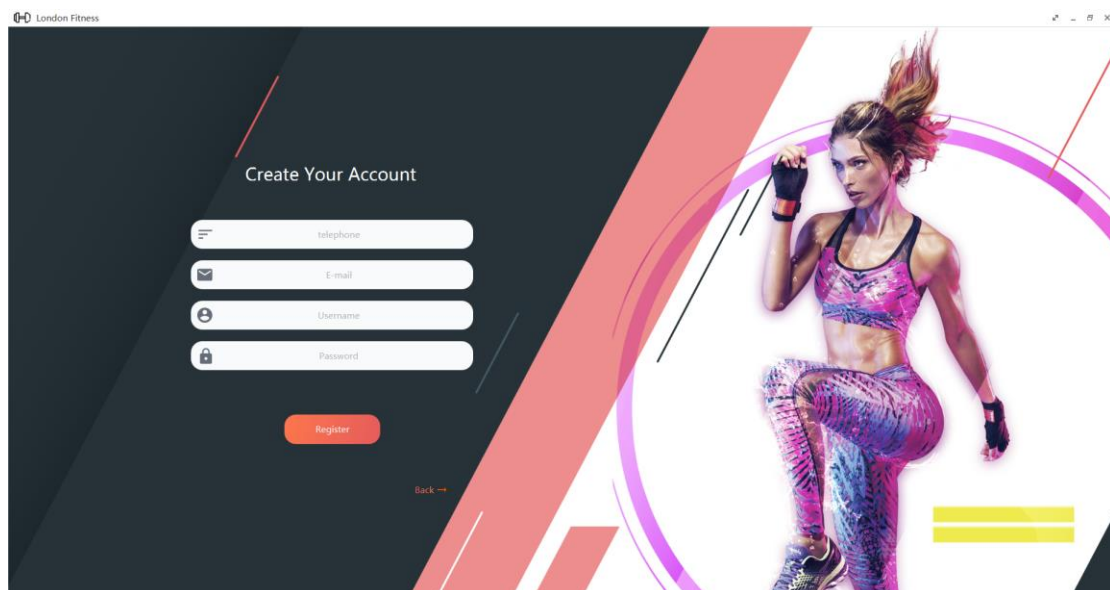 London Fitness
Create Your Account
telephone
E-mail
Username
Password
Register
Back →